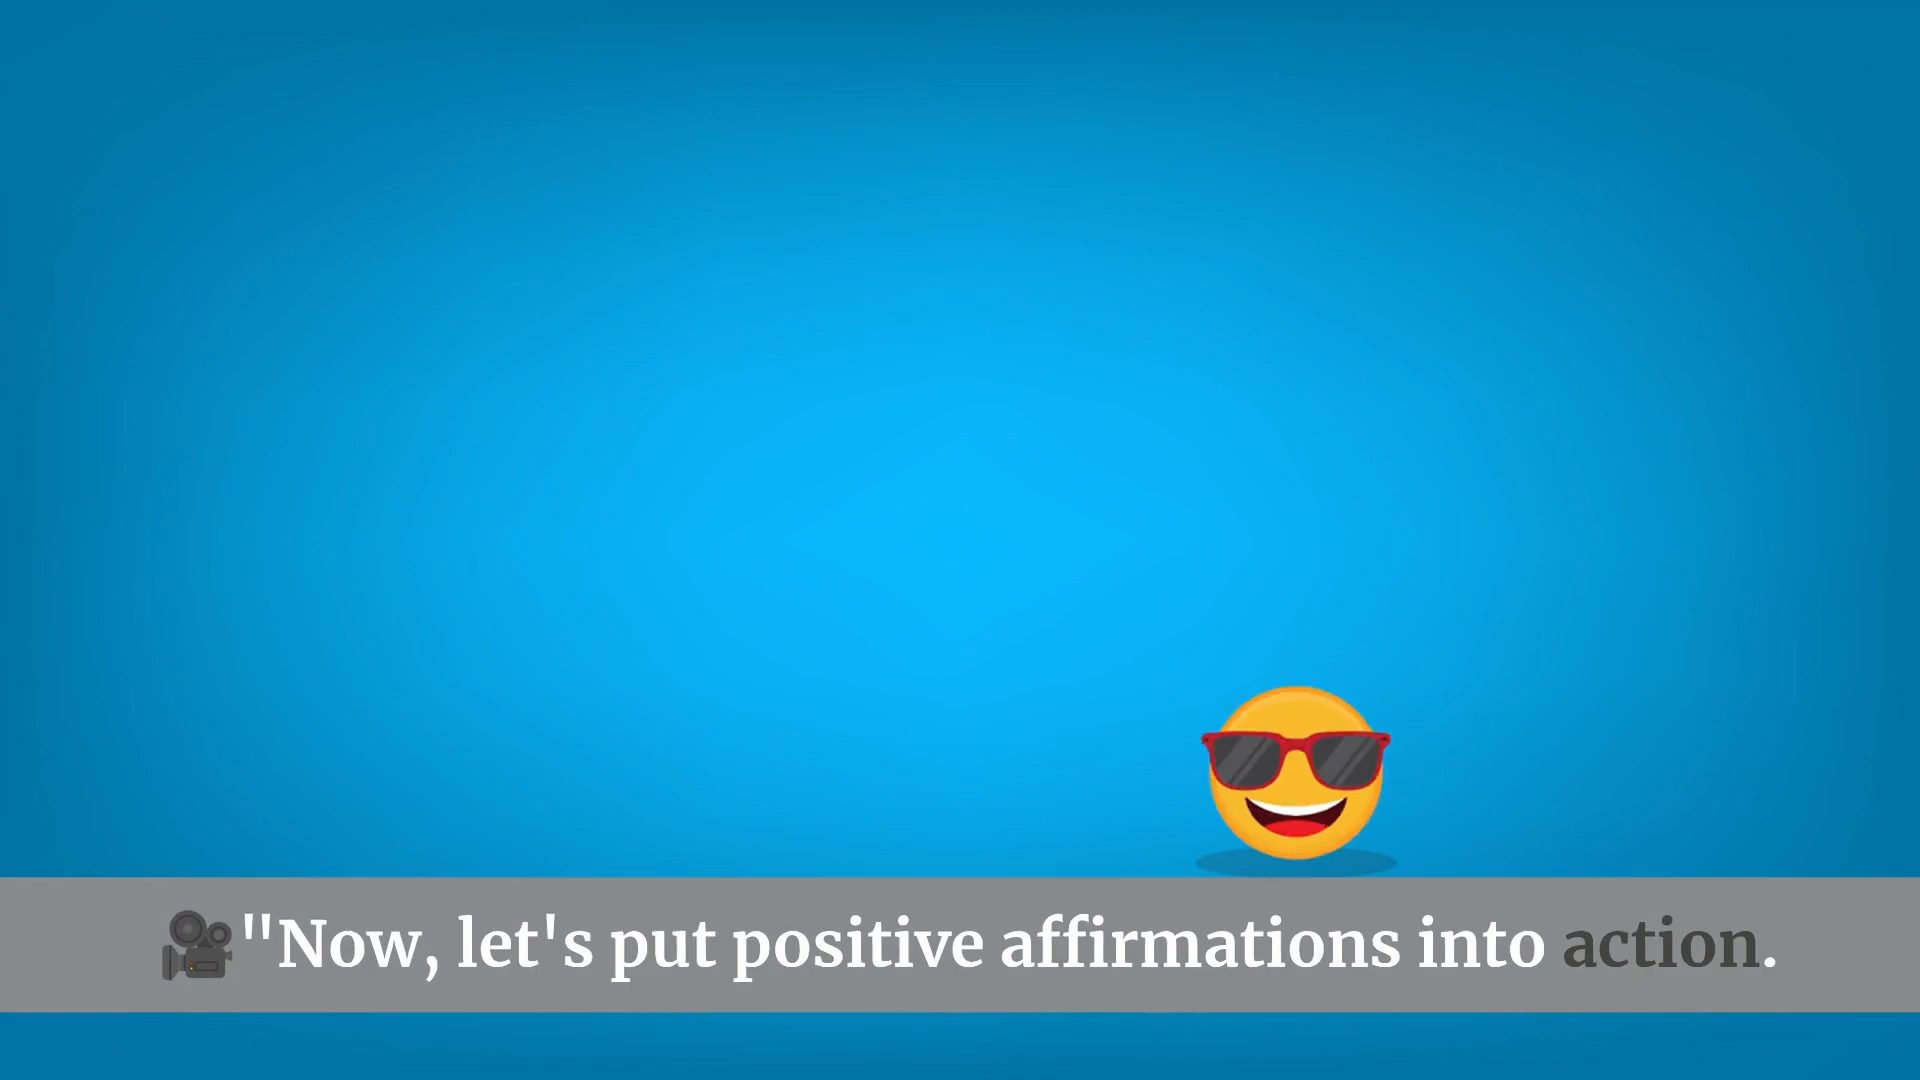 🎥"Now, let's put positive affirmations into action.